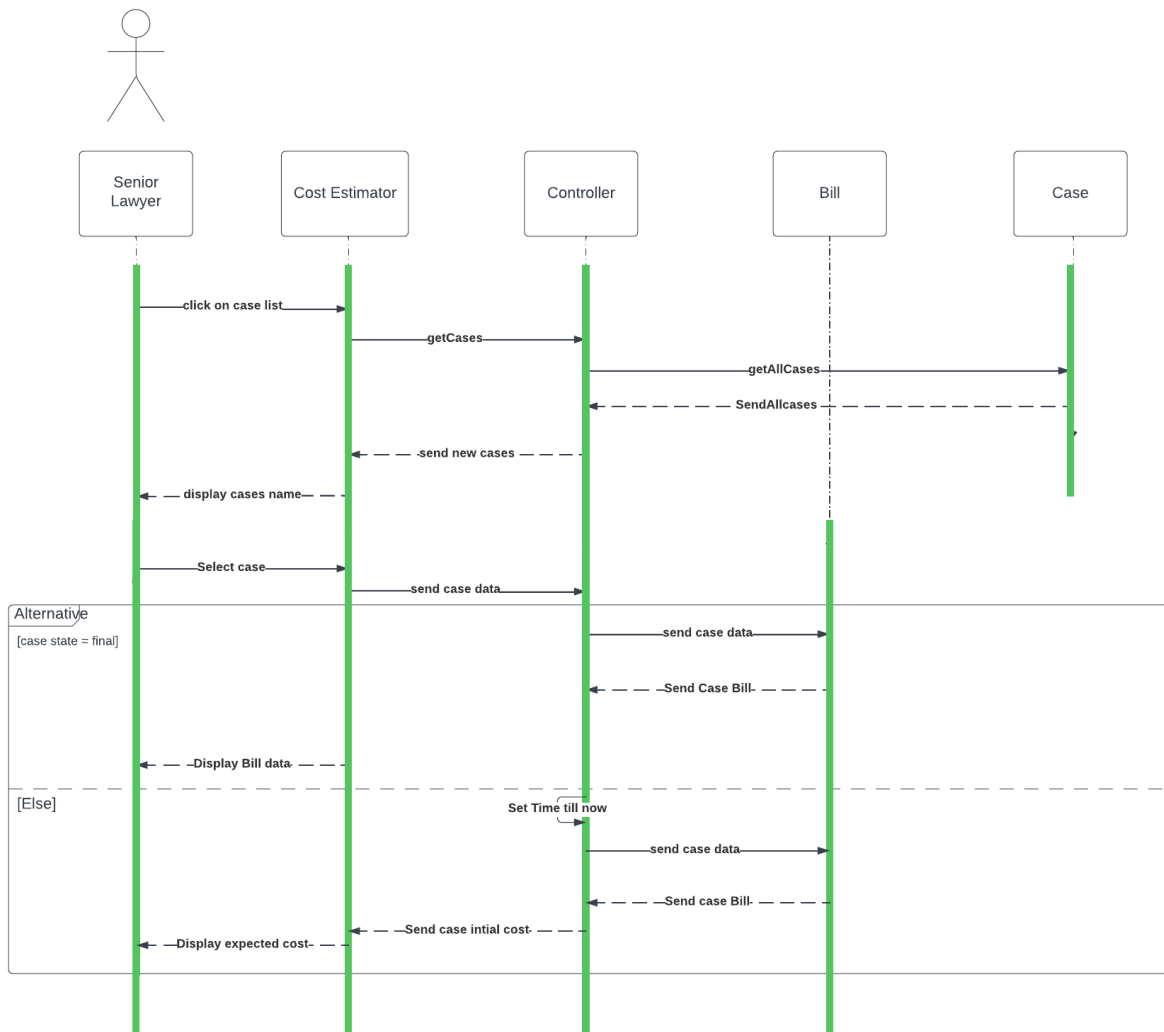 Senior
Lawyer
Cost Estimator
Controller
Bill
Case
click on case list
getCases
getAllCases
SendAllcases
send new cases
display cases name
Select case
send case data
Alternative
[case state = final]
send case data
Send Case Bill
Display Bill data
[Else]
Set Time till now
send case data
Send case Bill
Send case intial cost
Display expected cost